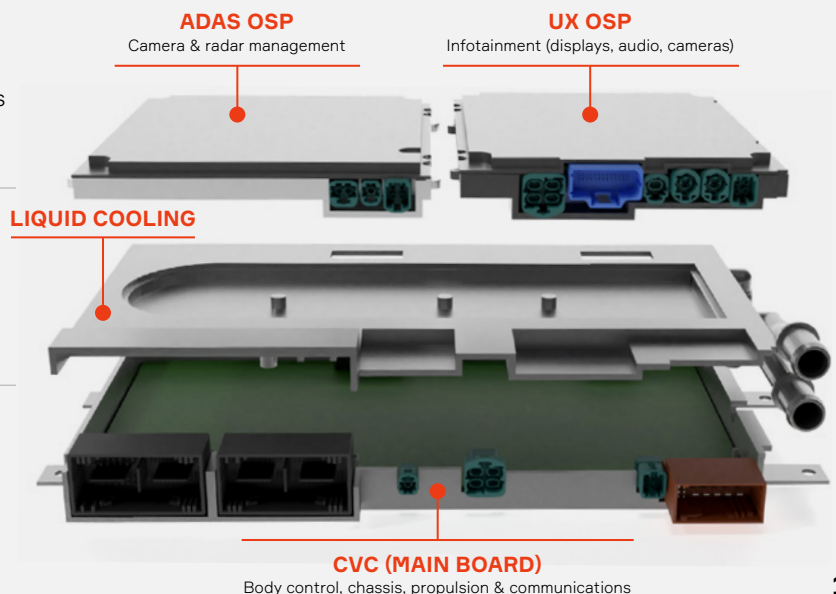 ADAS OSP
Camera & radar management
UX OSP
Infotainment (displays, audio, cameras)
s
LIQUID COOLING
CVC (MAIN BOARD)
Body control, chassis, propulsion & communications